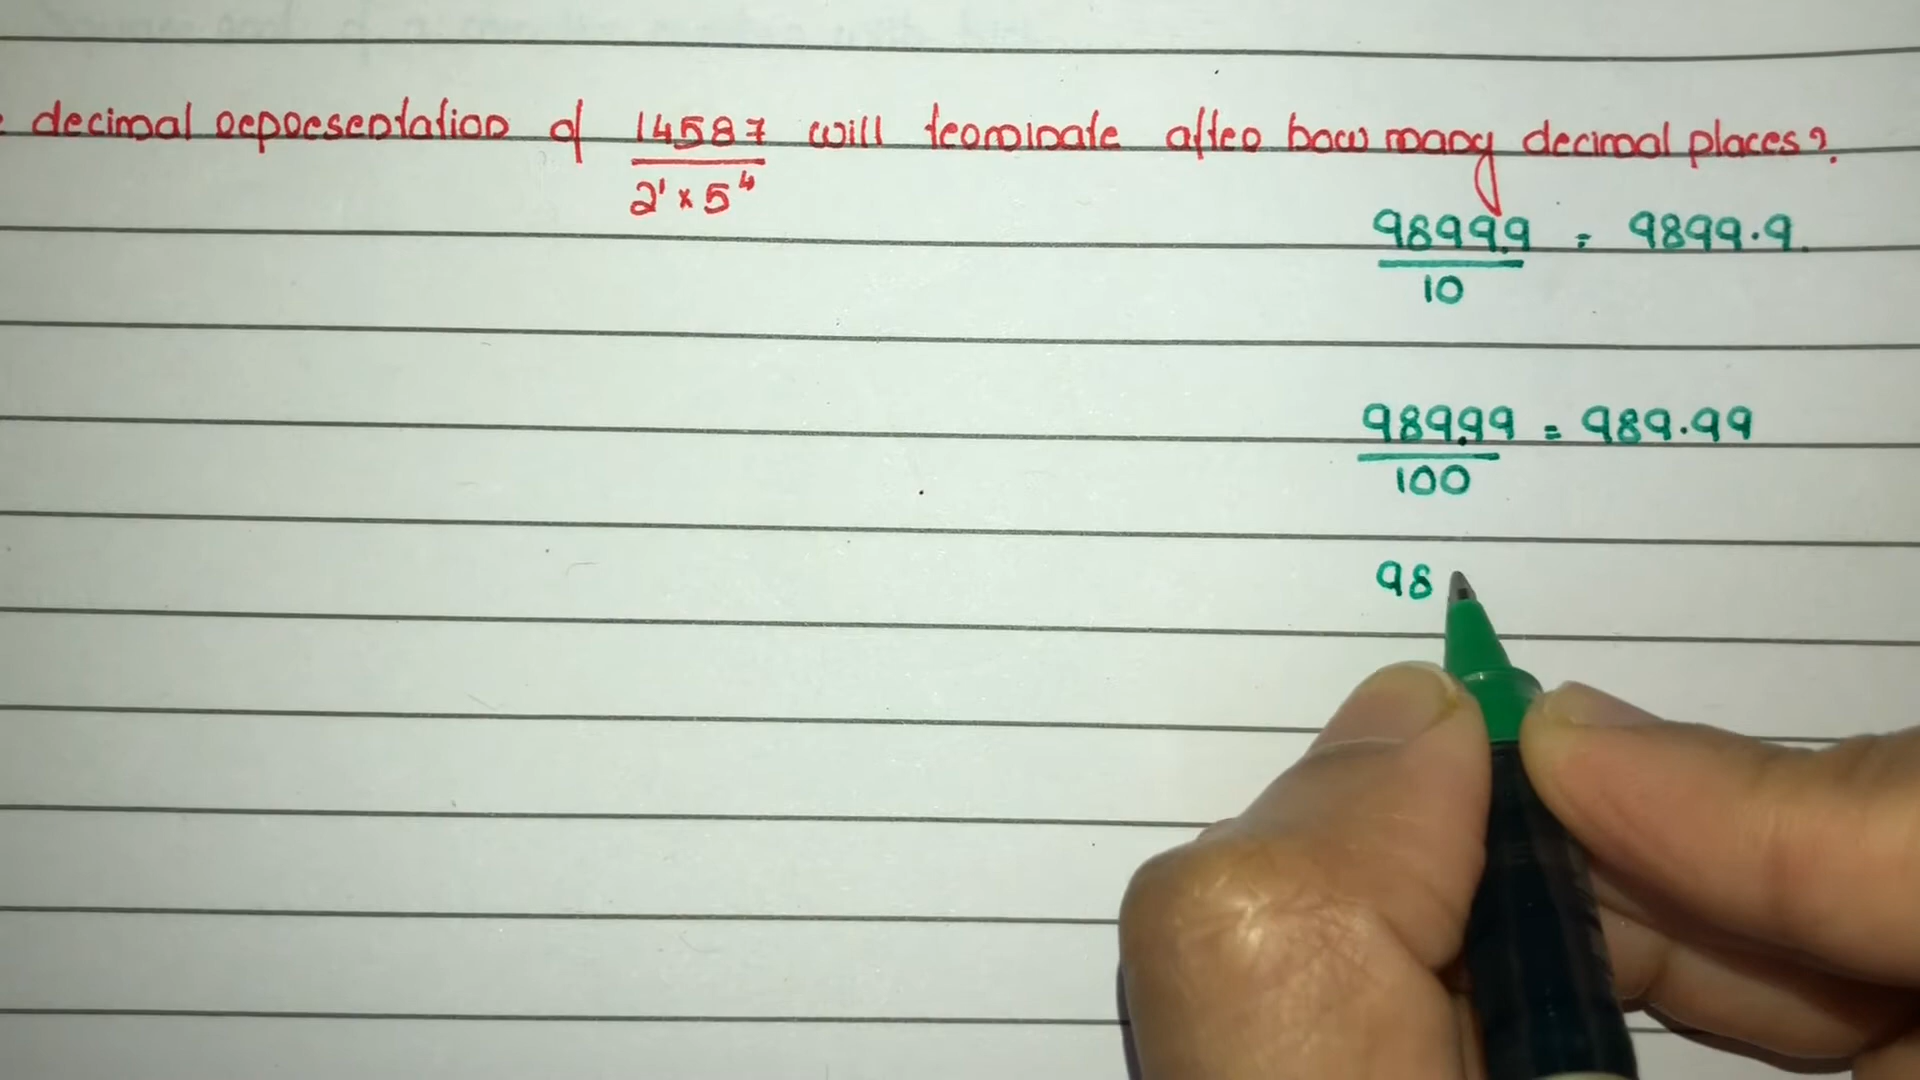 decimal representation of 14587 / 2¹ × 5⁴ will terminate after how many decimal places?
98999 / 10 = 9899.9
98999 / 100 = 989.99
98